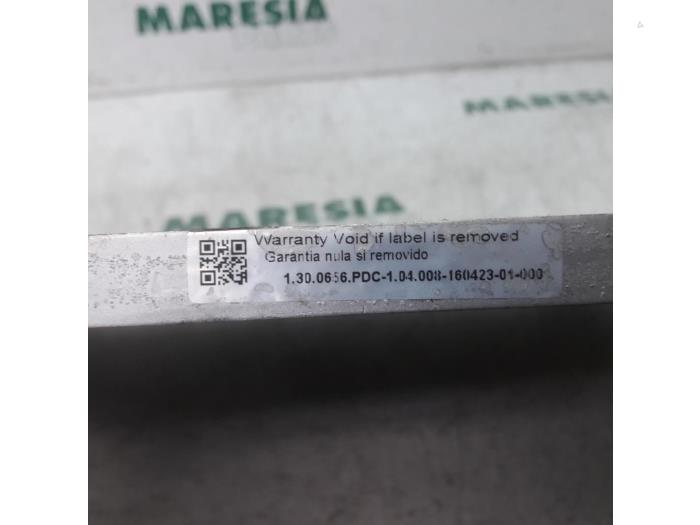 MARESIA
MARESIA
MARESIA
Warranty Void if label is removed
Garantia nula si removido
1.30.0656.PDC-1.04.008-160423-01-000